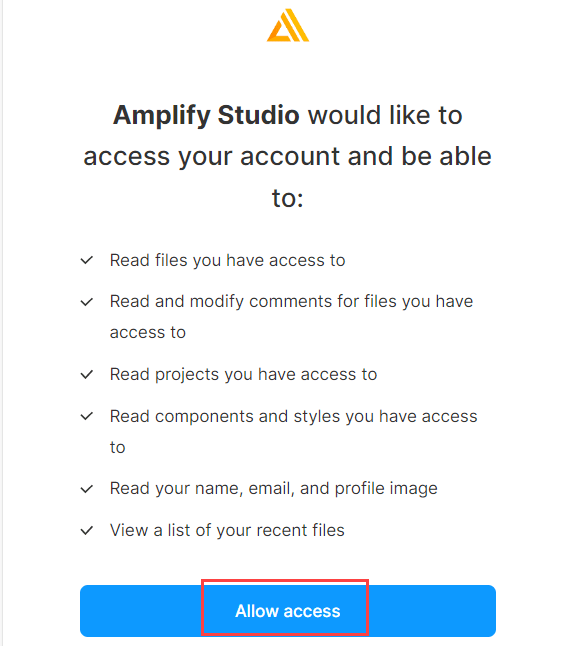 Amplify Studio would like to
access your account and be able
to:
Read files you have access to
Read and modify comments for files you have
access to
Read projects you have access to
Read components and styles you have access
to
Read your name, email, and profile image
View a list of your recent files
Allow access